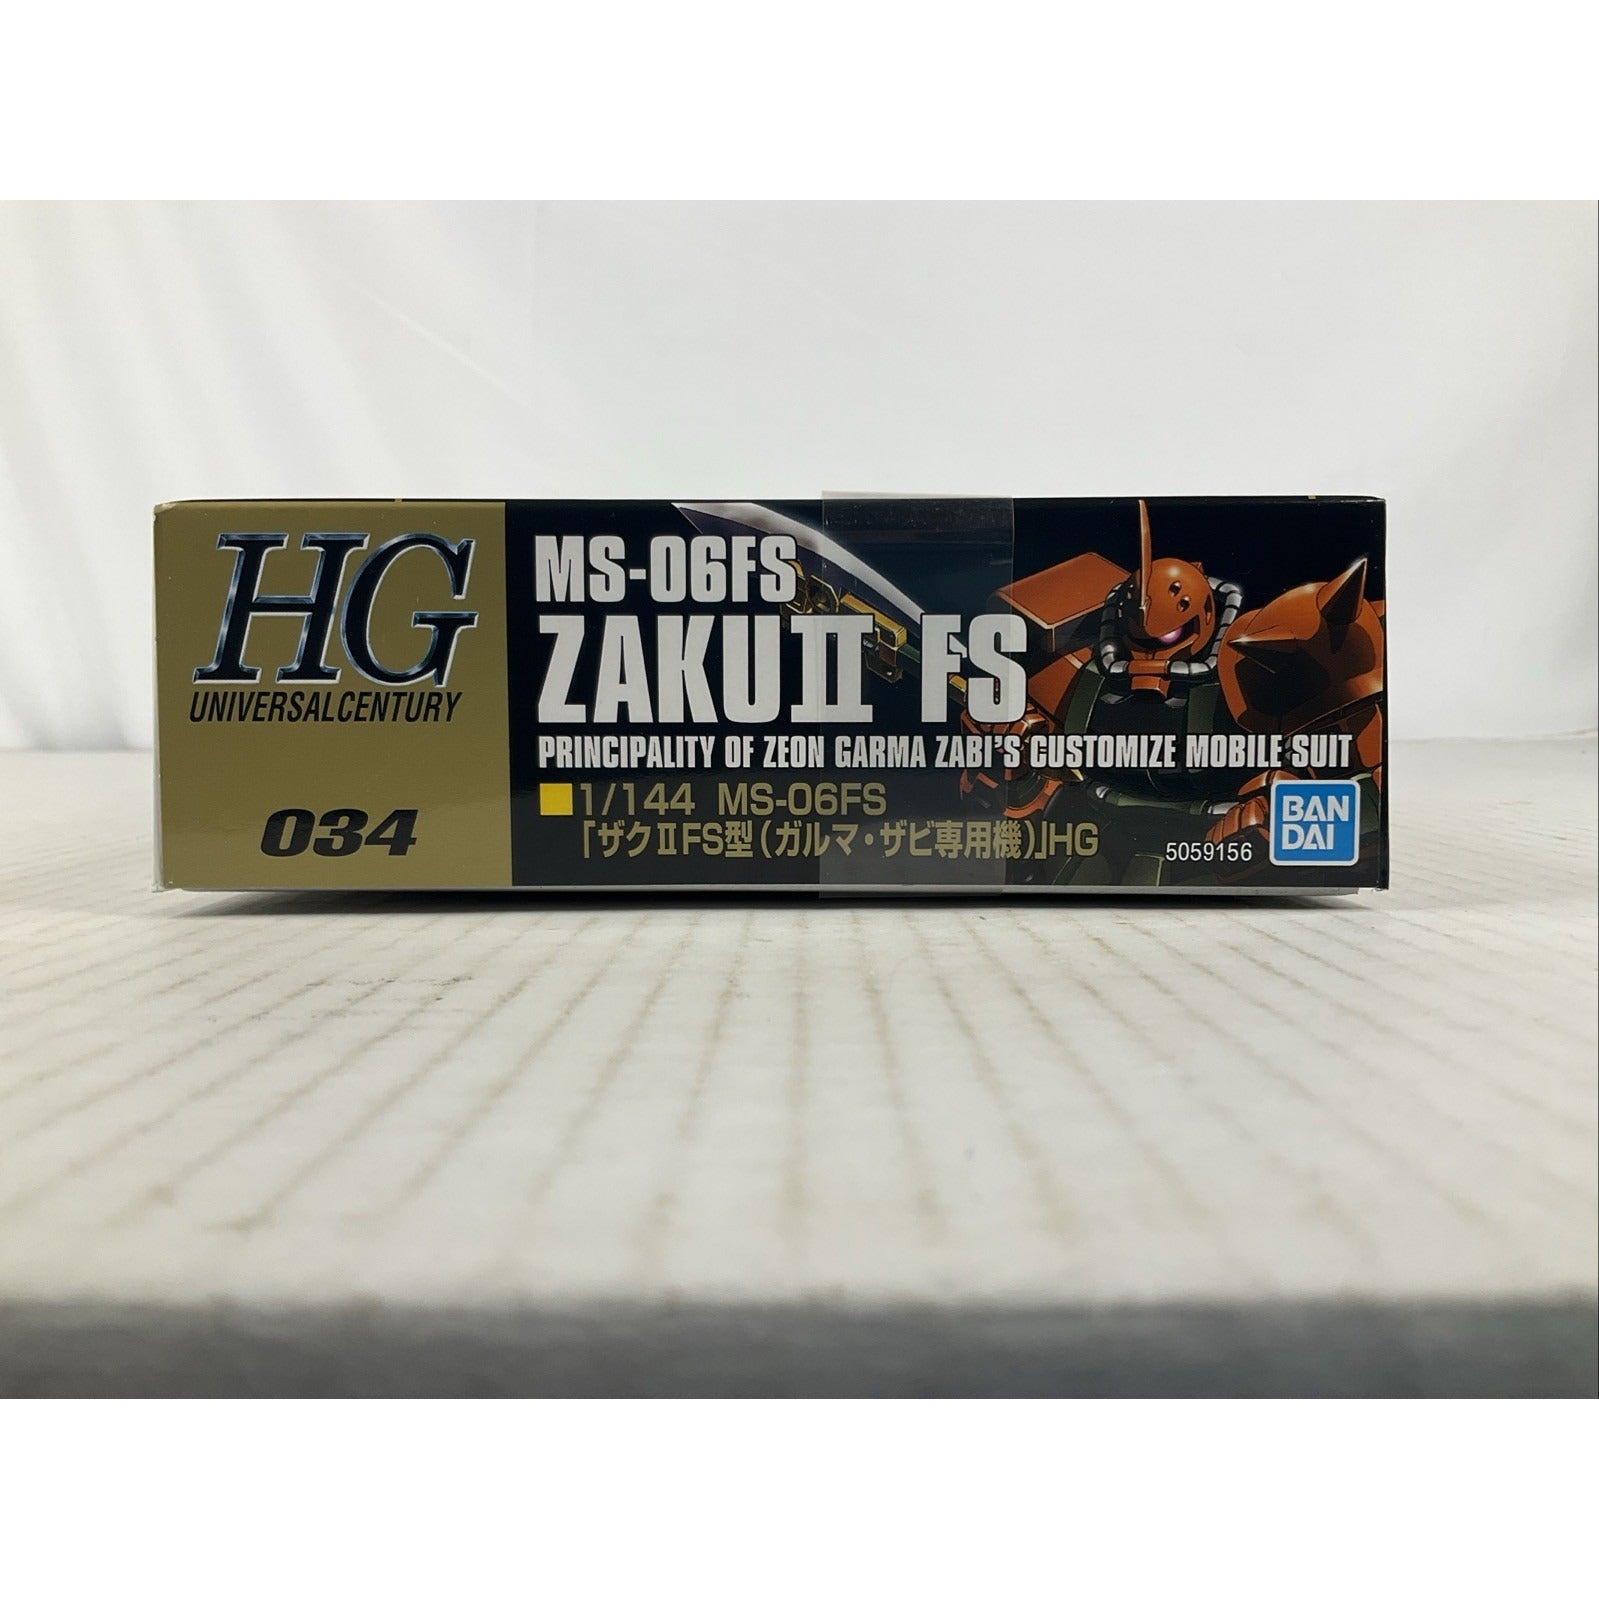 HG
UNIVERSALCENTURY
034
MS-06FS
ZAKUⅡ FS
PRINCIPALITY OF ZEON GARMA ZABI'S CUSTOMIZE MOBILE SUIT
1/144 MS-06FS
「ザクⅡFS型(ガルマ・ザビ専用機)」HG
5059156
BAN
DAI